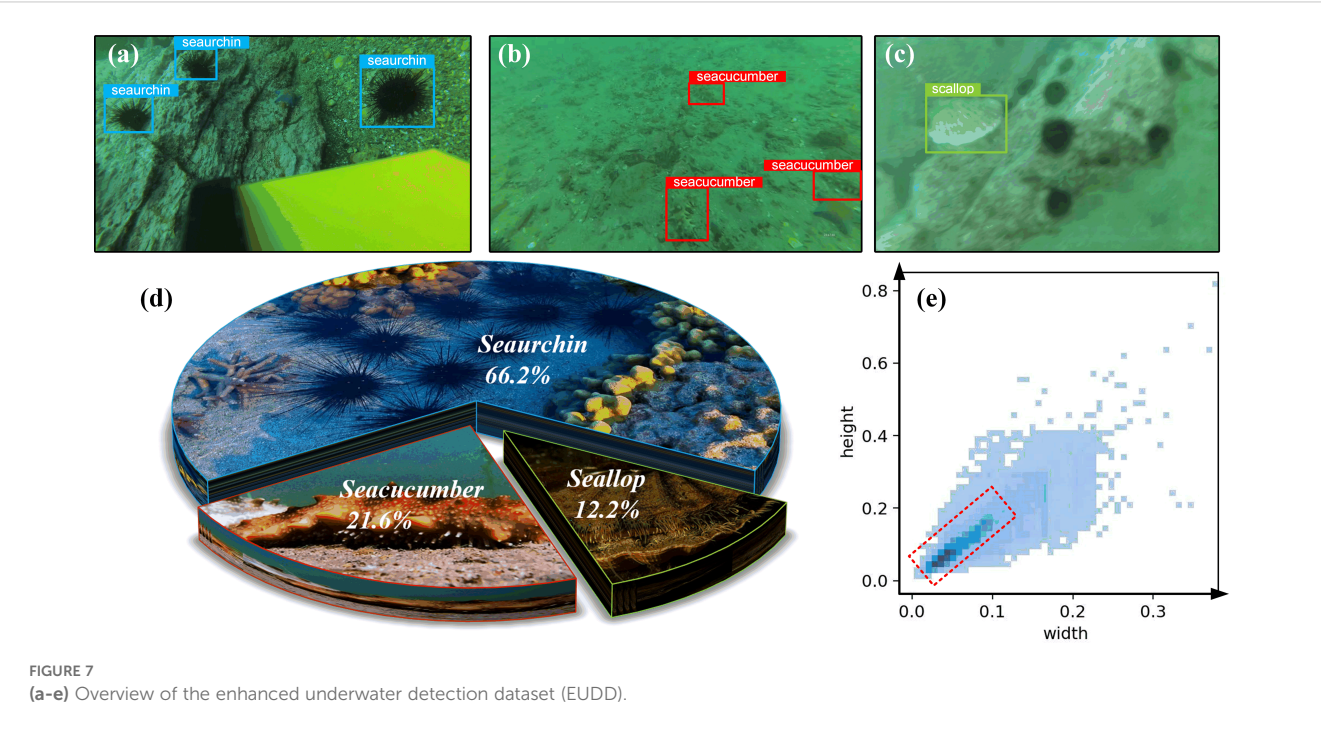 (a)
seaurchin
seaurchin
seaurchin
(b)
seacucumber
seacucumber
seacucumber
(c)
scallop
(d)
Seaurchin
66.2%
Seacucumber
21.6%
Seallop
12.2%
(e)
0.8
0.6
0.4
0.2
0.0
height
0.0 0.1 0.2 0.3
width
FIGURE 7
(a-e) Overview of the enhanced underwater detection dataset (EUDD).